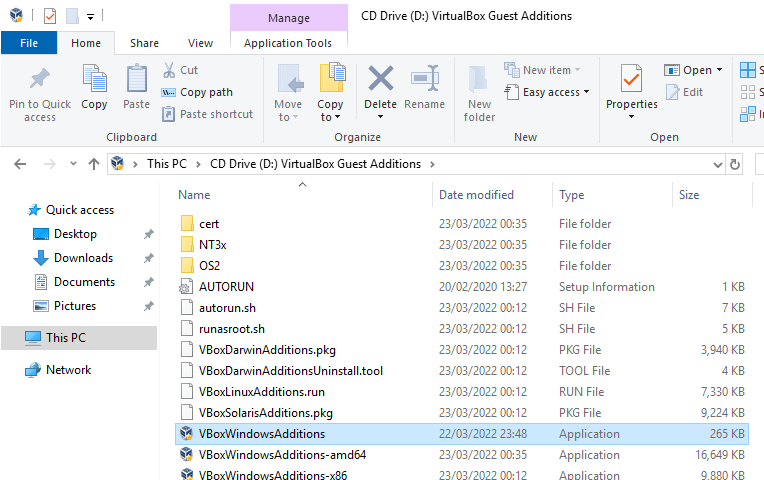 Manage
CD Drive (D:) VirtualBox Guest Additions
File
Home
Share
View
Application Tools
Pin to Quick access
Copy
Paste
Cut
Copy path
Paste shortcut
Clipboard
Move to
Copy to
Delete
Rename
Organize
New folder
New item
Easy access
New
Properties
Open
Edit
Open
S
S
In
This PC > CD Drive (D:) VirtualBox Guest Additions >
Name Date modified Type Size
Quick access
Desktop
Downloads
Documents
Pictures
This PC
Network
cert 23/03/2022 00:35 File folder
NT3x 23/03/2022 00:35 File folder
OS2 23/03/2022 00:35 File folder
AUTORUN 20/02/2020 13:27 Setup Information 1 KB
autorun.sh 23/03/2022 00:12 SH File 7 KB
runasroot.sh 23/03/2022 00:12 SH File 5 KB
VBoxDarwinAdditions.pkg 23/03/2022 00:12 PKG File 3,940 KB
VBoxDarwinAdditionsUninstall.tool 23/03/2022 00:12 TOOL File 4 KB
VBoxLinuxAdditions.run 23/03/2022 00:12 RUN File 7,330 KB
VBoxSolarisAdditions.pkg 23/03/2022 00:12 PKG File 9,224 KB
VBoxWindowsAdditions 22/03/2022 23:48 Application 265 KB
VBoxWindowsAdditions-amd64 23/03/2022 00:35 Application 16,649 KB
VBoxWindowsAdditions-x86 23/03/2022 00:12 Application 9,880 KB